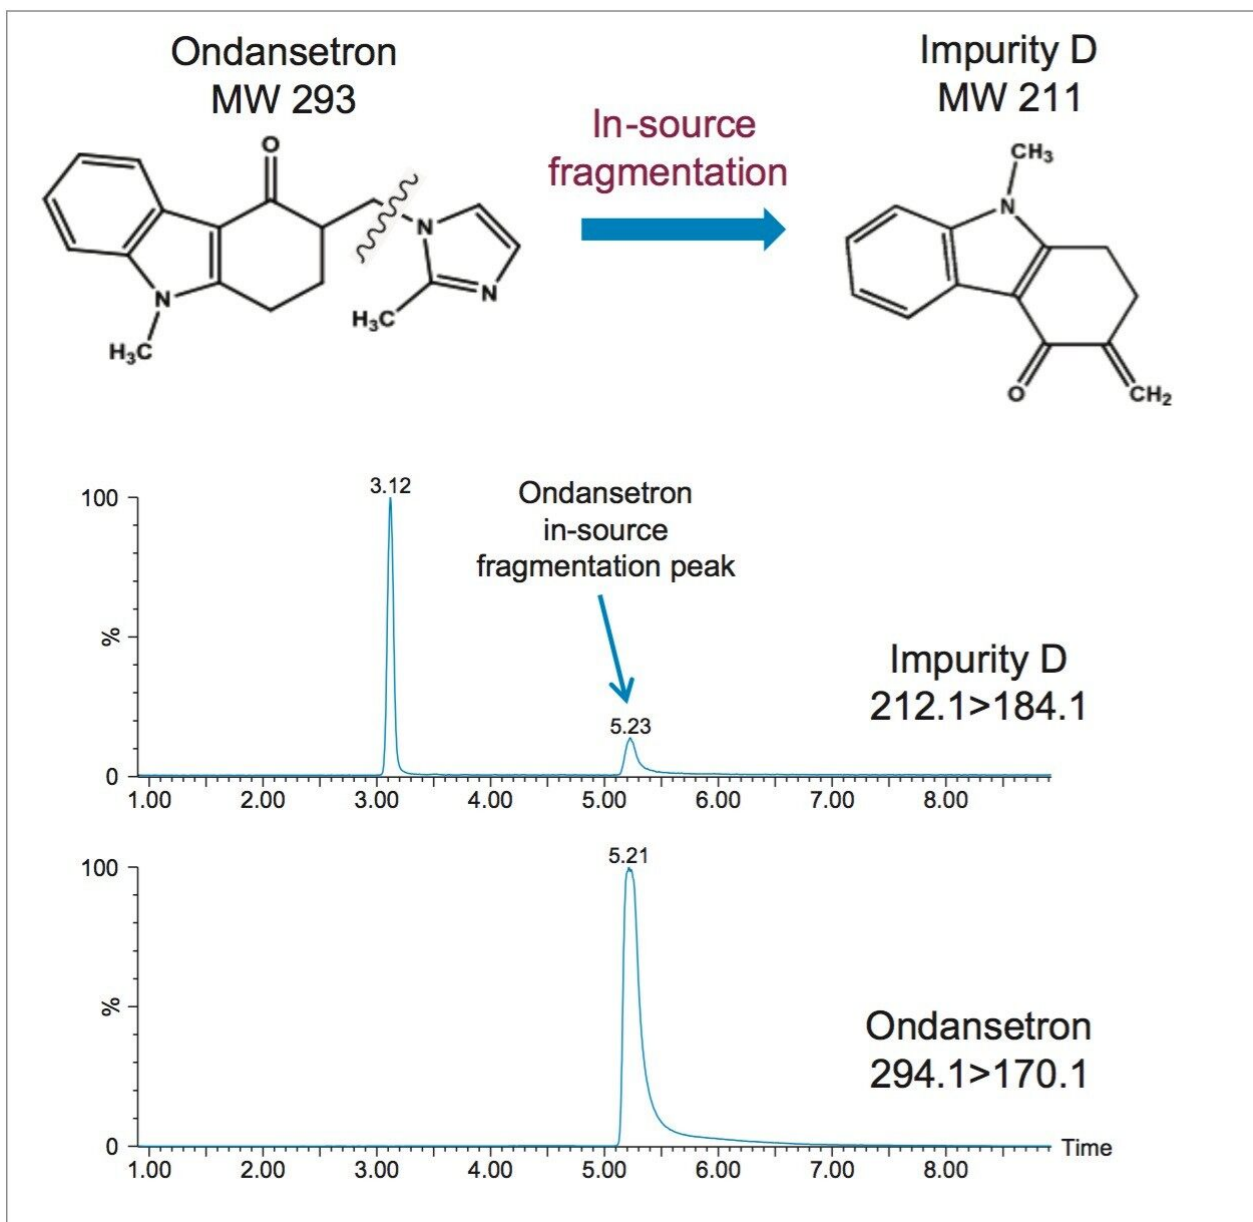 Ondansetron
MW 293
In-source
fragmentation
Impurity D
MW 211
O
N
N
H₃C
N
H₃C
CH₃
N
O
CH₂
100
%
0
3.12
Ondansetron
in-source
fragmentation peak
5.23
Impurity D
212.1>184.1
1.00 2.00 3.00 4.00 5.00 6.00 7.00 8.00
100
%
0
5.21
Ondansetron
294.1>170.1
Time
1.00 2.00 3.00 4.00 5.00 6.00 7.00 8.00